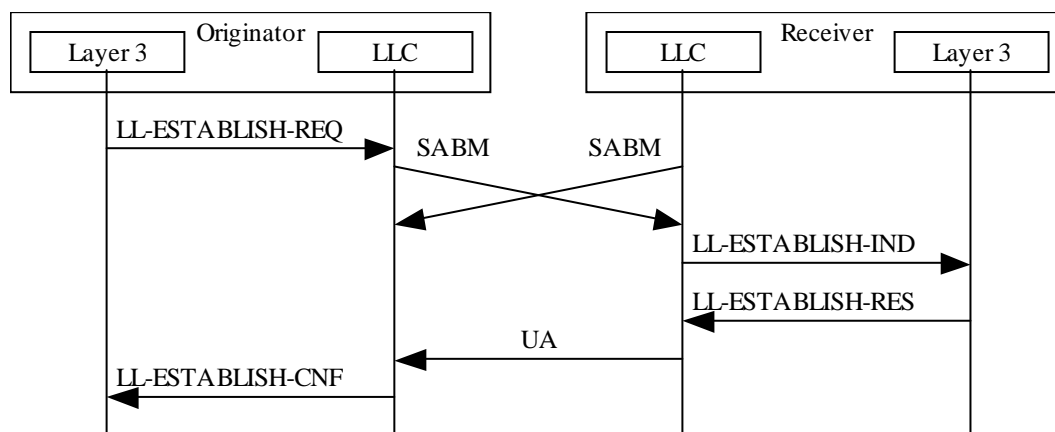 Originator
Receiver
Layer 3
LLC
LLC
Layer 3
LL-ESTABLISH-REQ
SABM
SABM
LL-ESTABLISH-IND
LL-ESTABLISH-RES
UA
LL-ESTABLISH-CNF